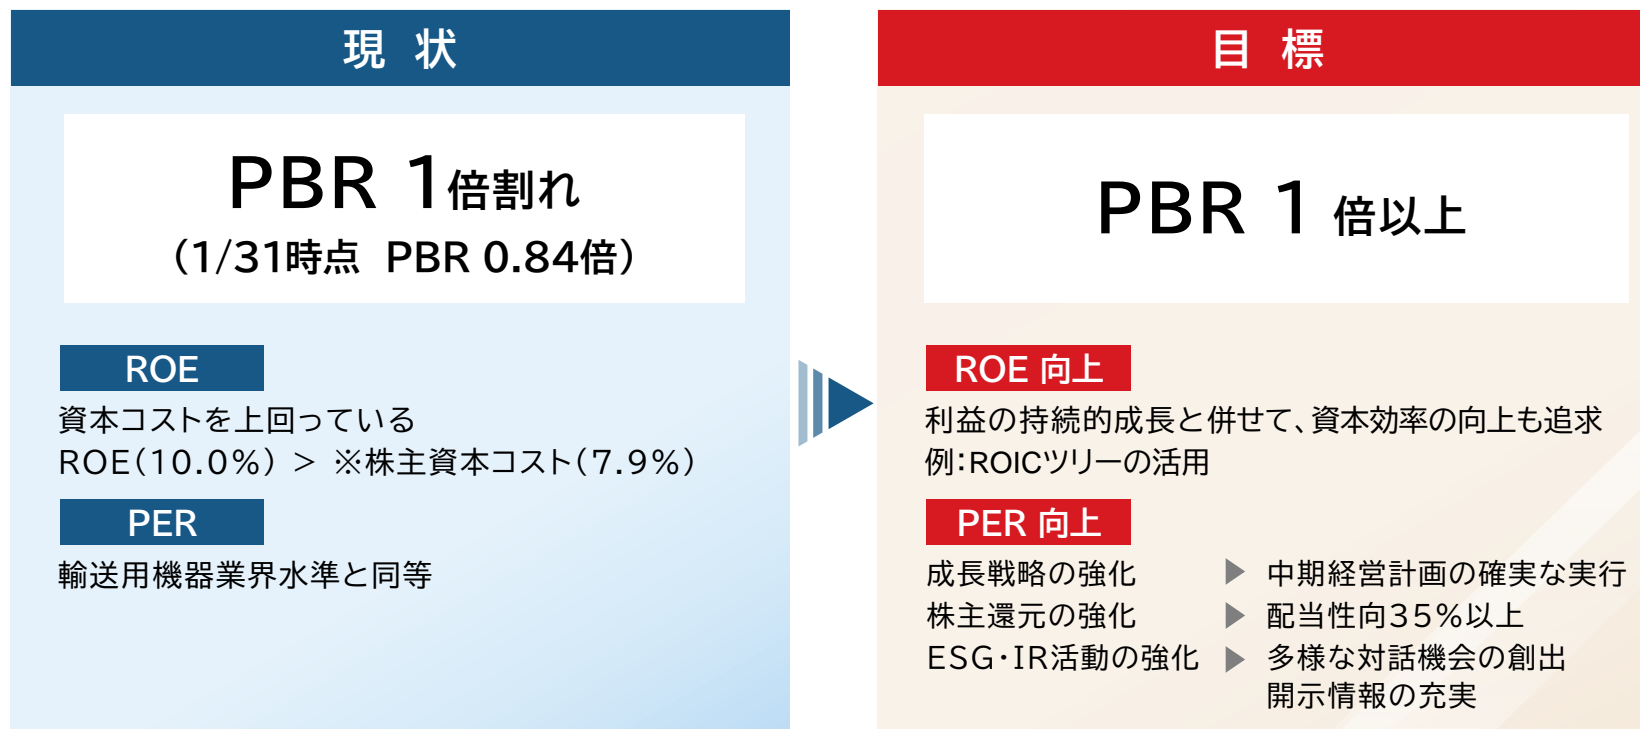 現 状
PBR 1倍割れ
（1/31時点 PBR 0.84倍）
ROE
資本コストを上回っている
ROE（10.0％）＞ ※株主資本コスト（7.9％）
PER
輸送用機器業界水準と同等
目 標
PBR 1 倍以上
ROE 向上
利益の持続的成長と併せて、資本効率の向上も追求
例：ROICツリーの活用
PER 向上
成長戦略の強化 ▶ 中期経営計画の確実な実行
株主還元の強化 ▶ 配当性向35％以上
ESG・IR活動の強化 ▶ 多様な対話機会の創出
開示情報の充実